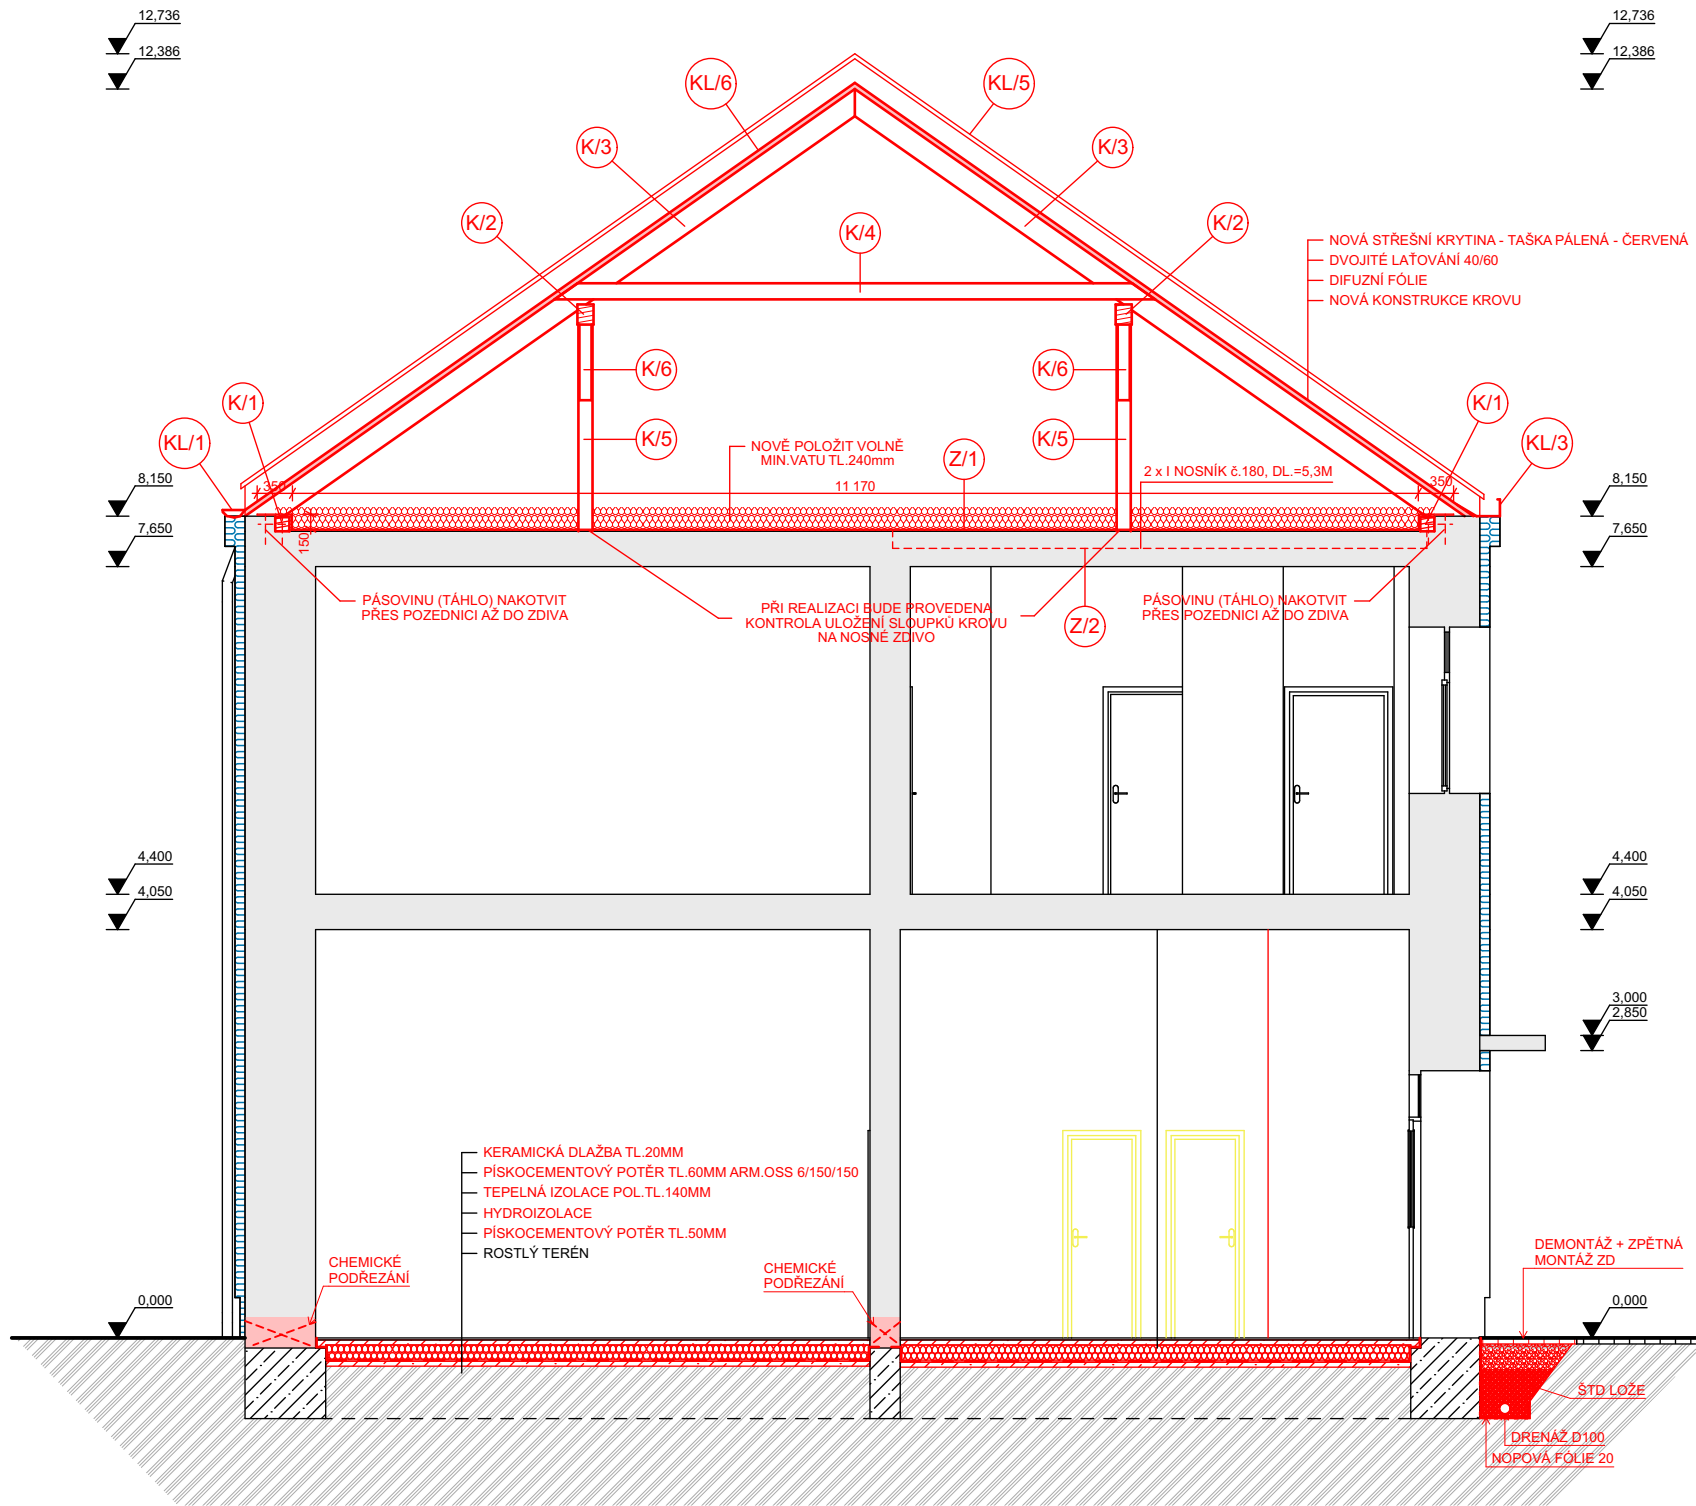 12,736
12,736
12,386
12,386
KL/6
KL/5
K/3
K/3
K/2
K/4
K/2
NOVÁ STŘEŠNÍ KRYTINA - TAŠKA PÁLENÁ - ČERVENÁ
DVOJITÉ LAŤOVÁNÍ 40/60
DIFUZNÍ FÓLIE
NOVÁ KONSTRUKCE KROVU
K/6
K/6
K/1
K/1
KL/1
K/5
K/5
KL/3
NOVĚ POLOŽIT VOLNĚ
MIN.VATU TL.240mm
Z/1
2 x I NOSNÍK č.180, DL.=5,3M
8,150
350
11 170
350
8,150
7,650
150
7,650
PÁSOVINU (TÁHLO) NAKOTVIT
PŘES POZEDNICI AŽ DO ZDIVA
PŘI REALIZACI BUDE PROVEDENA
KONTROLA ULOŽENÍ SLOUPKŮ KROVU
NA NOSNÉ ZDIVO
Z/2
PÁSOVINU (TÁHLO) NAKOTVIT
PŘES POZEDNICI AŽ DO ZDIVA
4,400
4,400
4,050
4,050
3,000
2,850
KERAMICKÁ DLAŽBA TL.20MM
PÍSKOCEMENTOVÝ POTĚR TL.60MM ARM.OSS 6/150/150
TEPELNÁ IZOLACE POL.TL.140MM
HYDROIZOLACE
PÍSKOCEMENTOVÝ POTĚR TL.50MM
ROSTLÝ TERÉN
CHEMICKÉ
PODŘEZÁNÍ
CHEMICKÉ
PODŘEZÁNÍ
DEMONTÁŽ + ZPĚTNÁ
MONTÁŽ ZD
0,000
0,000
ŠTD LOŽE
DRENÁŽ D100
NOPOVÁ FÓLIE 20